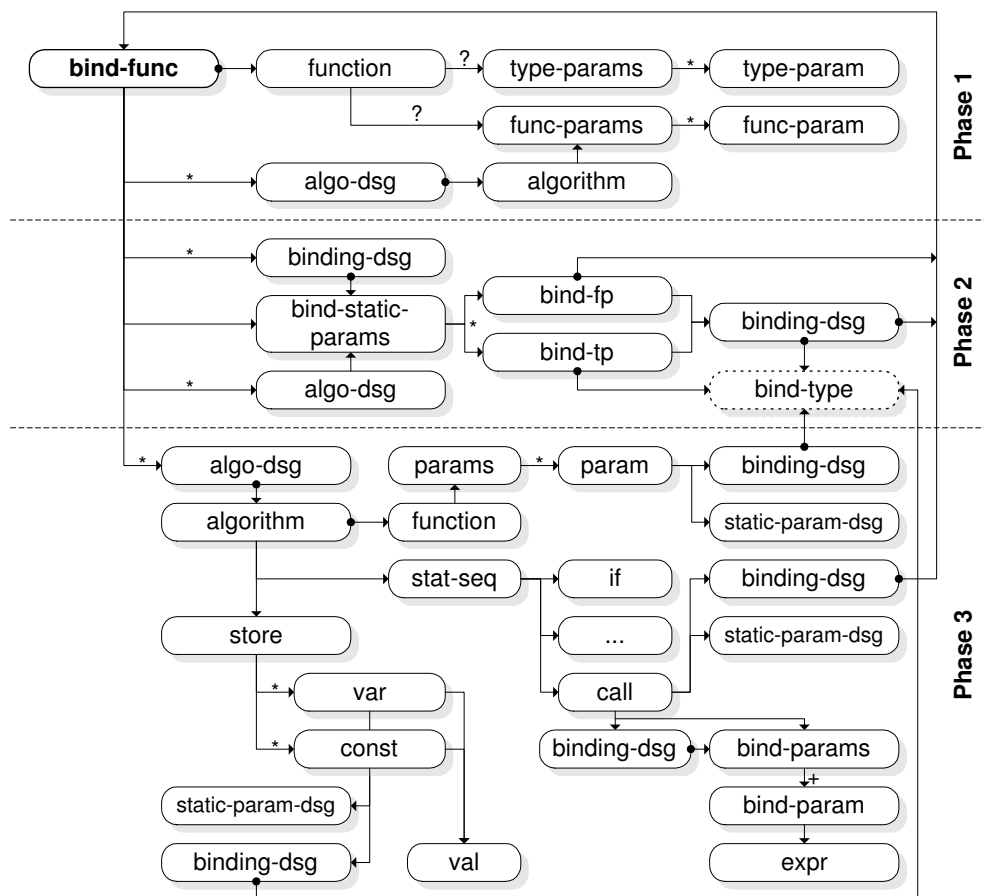 bind-func
function
?
type-params
*
type-param
?
func-params
*
func-param
*
algo-dsg
algorithm
Phase 1
*
binding-dsg
bind-static-
params
*
bind-fp
bind-tp
binding-dsg
*
algo-dsg
bind-type
Phase 2
*
algo-dsg
params
*
param
binding-dsg
algorithm
function
static-param-dsg
stat-seq
if
binding-dsg
store
...
static-param-dsg
*
var
call
*
const
binding-dsg
bind-params
+
static-param-dsg
bind-param
binding-dsg
val
expr
Phase 3